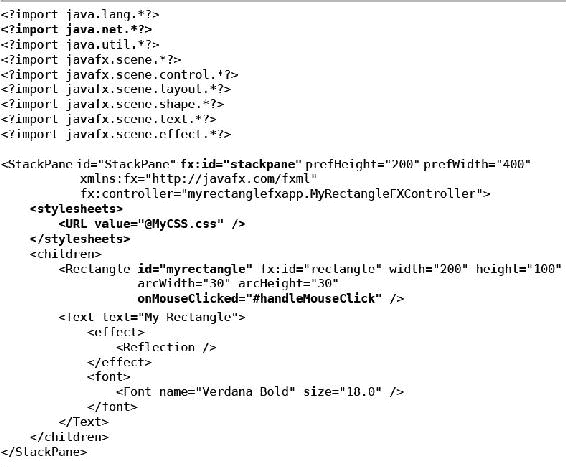 <?import java.lang.*?>
<?import java.net.*?>
<?import java.util.*?>
<?import javafx.scene.*?>
<?import javafx.scene.control.*?>
<?import javafx.scene.layout.*?>
<?import javafx.scene.shape.*?>
<?import javafx.scene.text.*?>
<?import javafx.scene.effect.*?>
<StackPane id="StackPane" fx:id="stackpane" prefHeight="200" prefWidth="400"
xmlns:fx="http://javafx.com/fxml"
fx:controller="myrectanglefxapp.MyRectangleFXController">
<stylesheets>
<URL value="@MyCSS.css" />
</stylesheets>
<children>
<Rectangle id="myrectangle" fx:id="rectangle" width="200" height="100"
arcWidth="30" arcHeight="30"
onMouseClicked="#handleMouseClick" />
<Text text="My Rectangle">
<effect>
<Reflection />
</effect>
<font>
<Font name="Verdana Bold" size="18.0" />
</font>
</Text>
</children>
</StackPane>